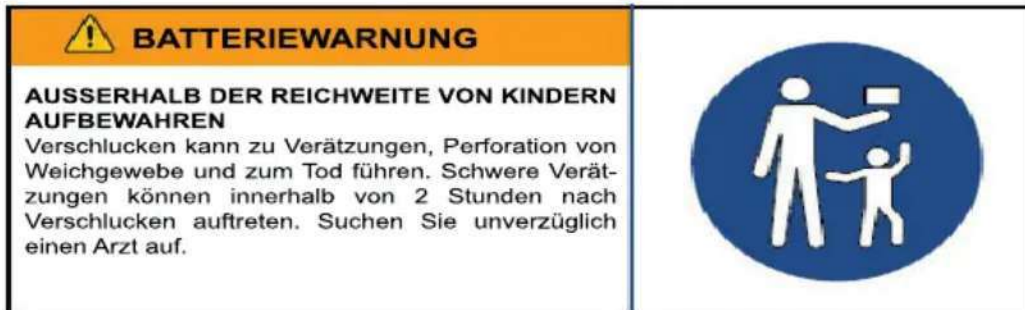 BATTERIEWARNUNG
AUSSERHALB DER REICHWEITE VON KINDERN
AUFBEWAHREN
Verschlucken kann zu Verätzungen, Perforation von
Weichgewebe und zum Tod führen. Schwere Verät-
zungen können innerhalb von 2 Stunden nach
Verschlucken auftreten. Suchen Sie unverzüglich
einen Arzt auf.